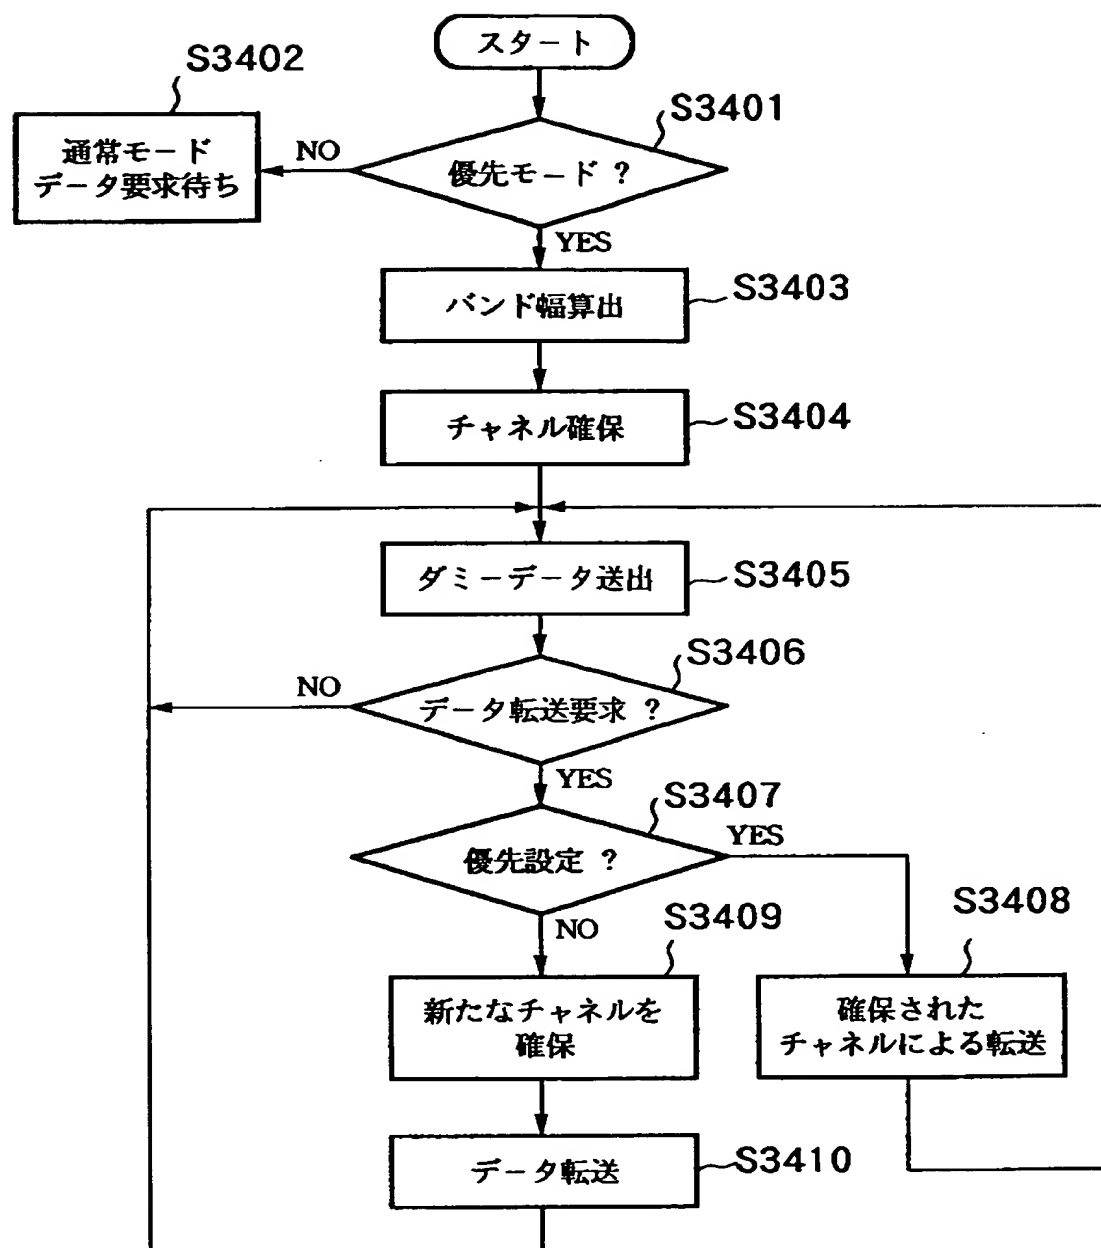 スタート
S3402
S3401
通常モード
データ要求待ち
NO
優先モード ?
YES
バンド幅算出
S3403
チャネル確保
S3404
ダミーデータ送出
S3405
S3406
NO
データ転送要求 ?
YES
S3407
YES
優先設定 ?
S3409
NO
S3408
新たなチャネルを
確保
確保された
チャネルによる転送
データ転送
S3410